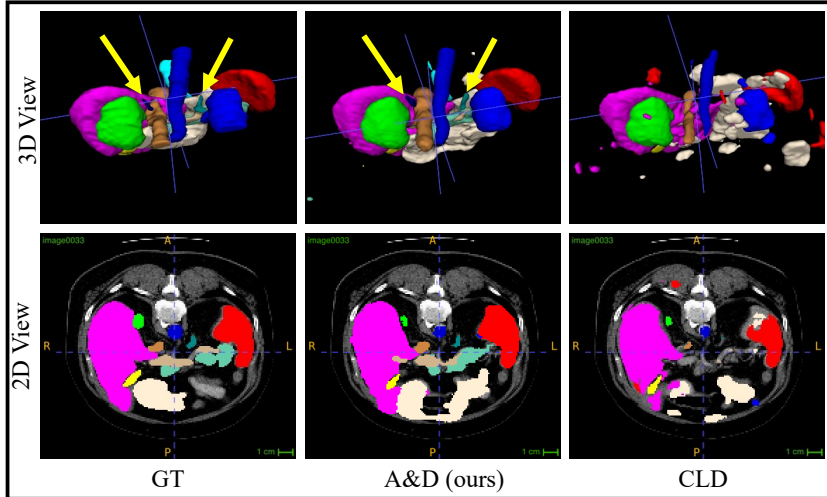 3D View
2D View
image0033
A
R
L
P
1 cm
image0033
A
R
L
P
1 cm
image0033
A
R
L
P
1 cm
GT
A&D (ours)
CLD